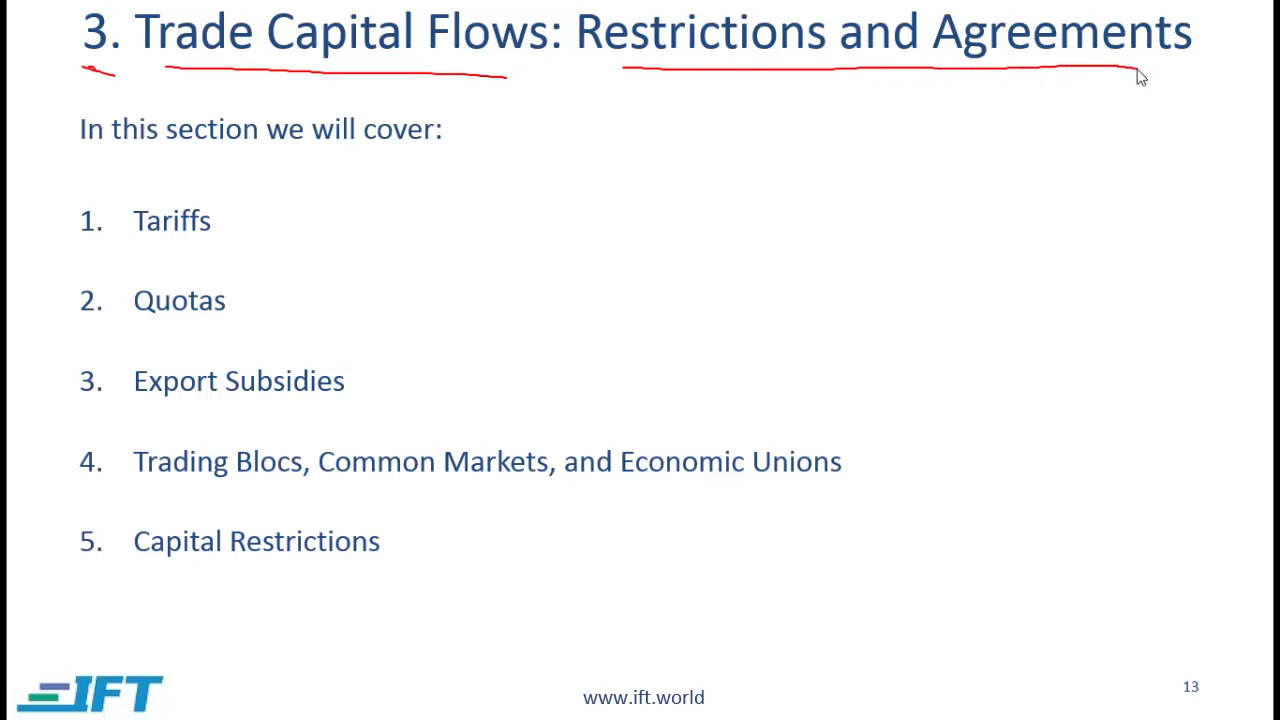 3. Trade Capital Flows: Restrictions and Agreements
In this section we will cover:
1. Tariffs
2. Quotas
3. Export Subsidies
4. Trading Blocs, Common Markets, and Economic Unions
5. Capital Restrictions
IFT
www.ift.world
13